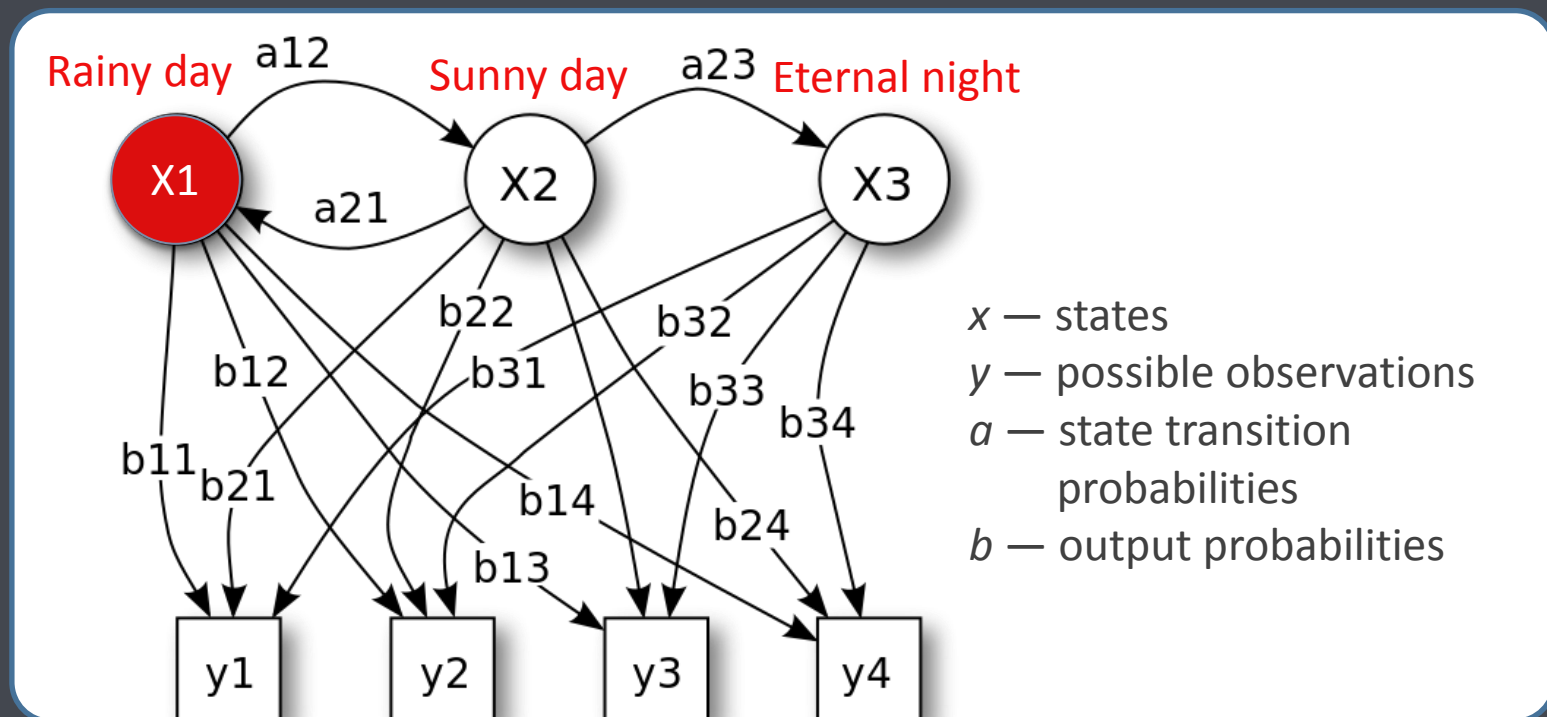 a12
a23
Rainy day
Sunny day
Eternal night
X1
X2
X3
a21
b22
b32
b12
b31
b33
b34
b11
b21
b14
b24
b13
y1
y2
y3
y4
x — states
y — possible observations
a — state transition
probabilities
b — output probabilities